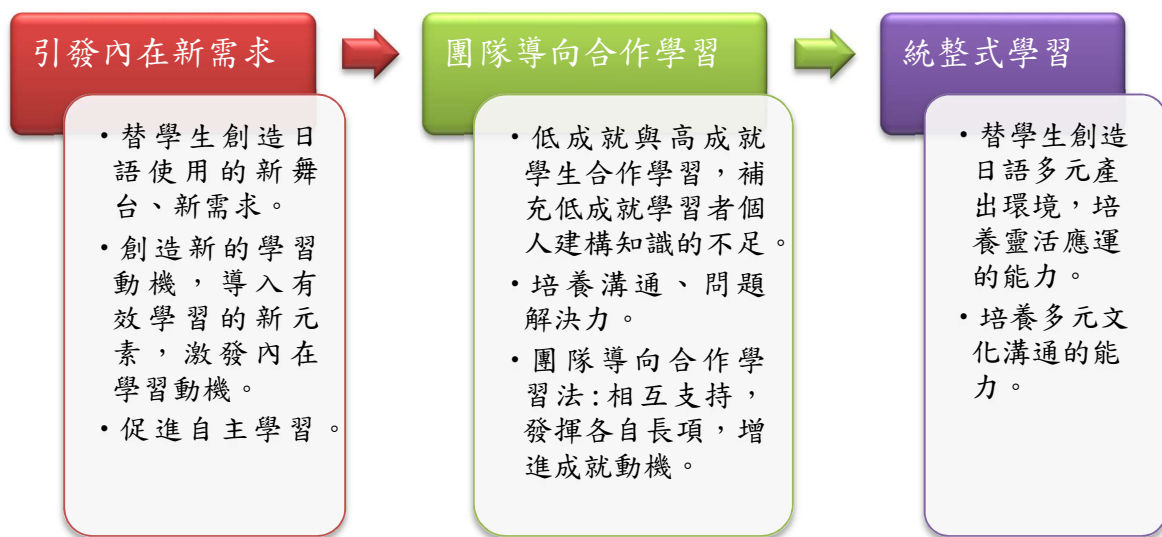 引發內在新需求
・替學生創造日
語使用的新舞
台、新需求。
・創造新的學習
動機，導入有
效學習的新元
素，激發內在
學習動機。
・促進自主學習。
團隊導向合作學習
・低成就與高成就
學生合作學習，補
充低成就學習者個
人建構知識的不足。
・培養溝通、問題
解決力。
・團隊導向合作學
習法:相互支持，
發揮各自長項，增
進成就動機。
統整式學習
・替學生創造
日語多元產
出環境，培
養靈活應運
的能力。
・培養多元文
化溝通的能
力。